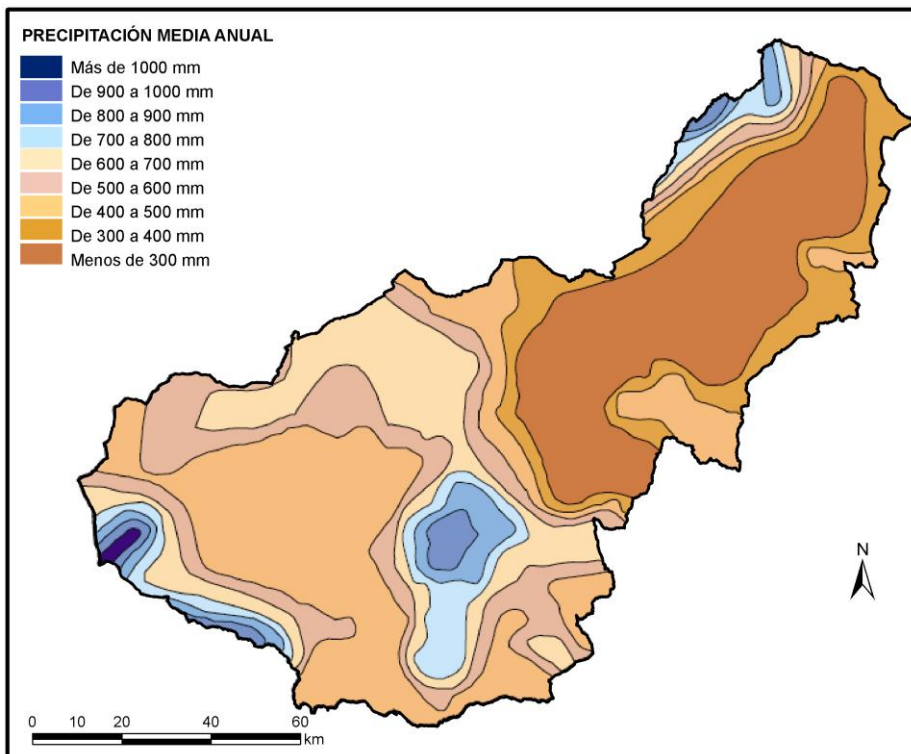 PRECIPITACIÓN MEDIA ANUAL
Más de 1000 mm
De 900 a 1000 mm
De 800 a 900 mm
De 700 a 800 mm
De 600 a 700 mm
De 500 a 600 mm
De 400 a 500 mm
De 300 a 400 mm
Menos de 300 mm
N
0 10 20 40 60
km